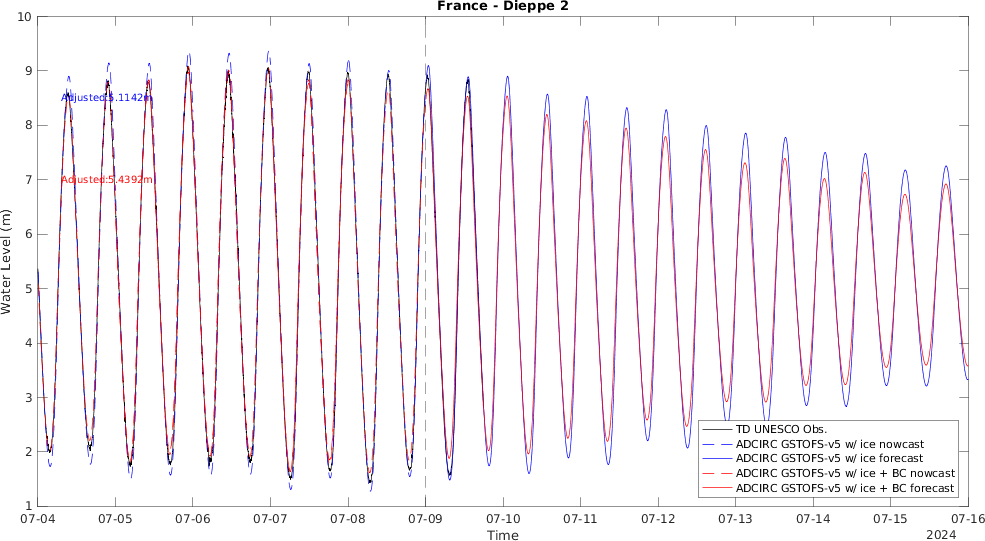 France - Dieppe 2
10
9
8
7
6
5
4
3
2
1
Water Level (m)
Adjusted:5.1142m
Adjusted:5.4392m
TD UNESCO Obs.
ADCIRC GSTOFS-v5 w/ ice nowcast
ADCIRC GSTOFS-v5 w/ ice forecast
ADCIRC GSTOFS-v5 w/ ice + BC nowcast
ADCIRC GSTOFS-v5 w/ ice + BC forecast
07-04 07-05 07-06 07-07 07-08 07-09 07-10 07-11 07-12 07-13 07-14 07-15 07-16
Time
2024